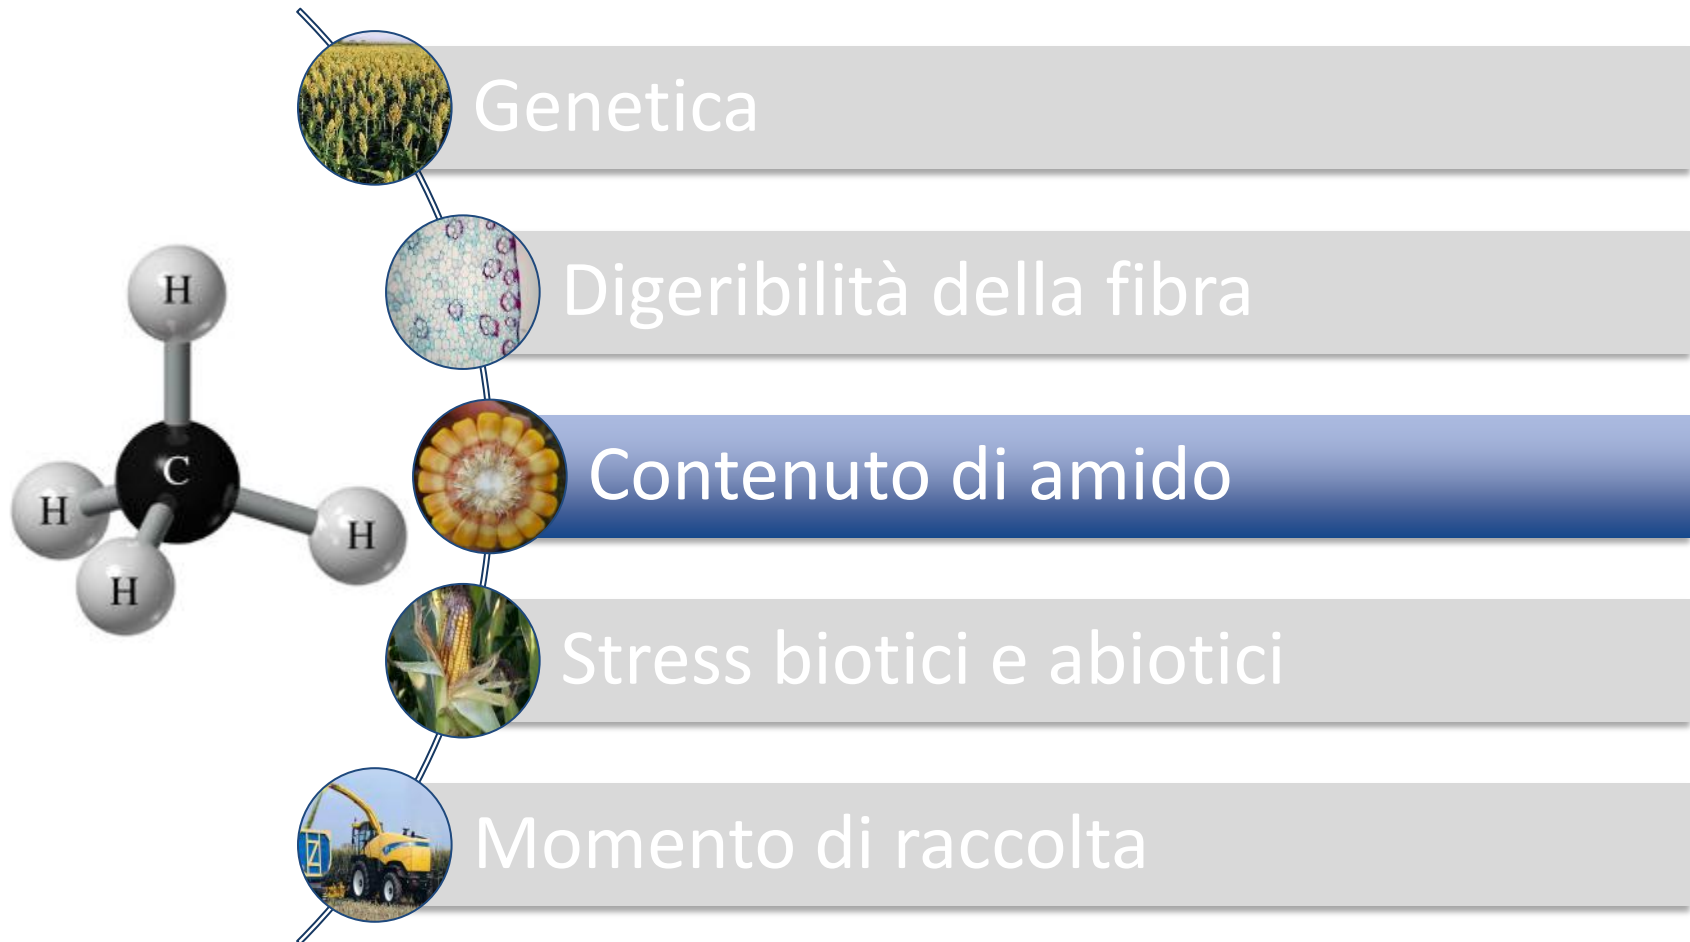 Genetica
Digeribilità della fibra
H
Contenuto di amido
C
H
H
H
Stress biotici e abiotici
Momento di raccolta